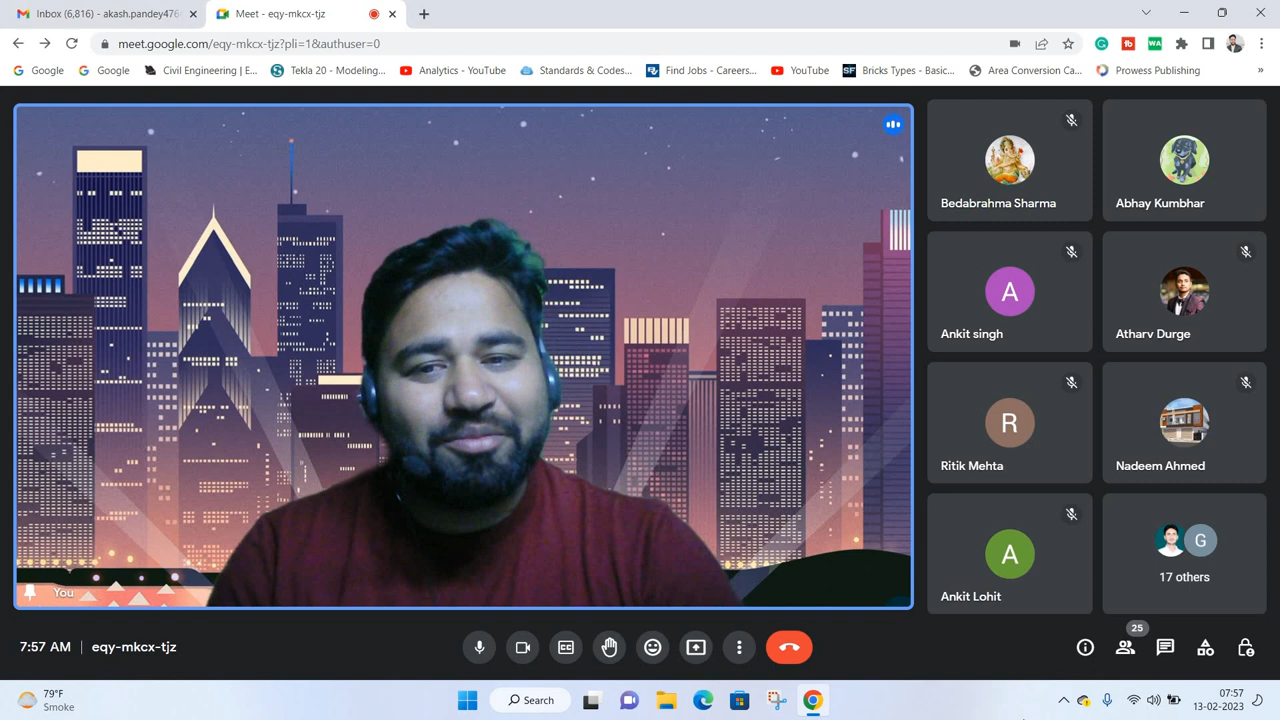 Inbox (6,816) - akash.pandey476
Meet - eqy-mkcx-tjz
meet.google.com/eqy-mkcx-tjz?pli=1&authuser=0
Google
Google
Civil Engineering | E...
Tekla 20 - Modeling...
Analytics - YouTube
Standards & Codes...
Find Jobs - Careers...
YouTube
Bricks Types - Basic...
Area Conversion Ca...
Prowess Publishing
»
Bedabrahma Sharma
Abhay Kumbhar
A
Ankit singh
Atharv Durge
R
Ritik Mehta
Nadeem Ahmed
A
Ankit Lohit
G
17 others
You
7:57 AM | eqy-mkcx-tjz
25
79°F
Smoke
Search
07:57
13-02-2023